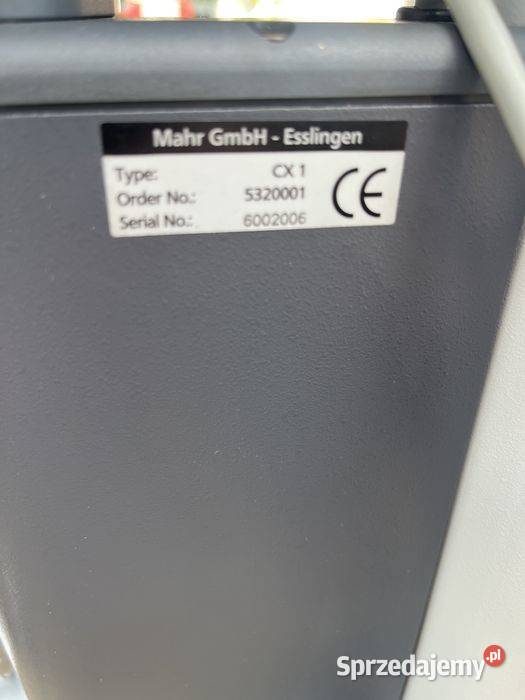 Mahr GmbH - Esslingen
Type: CX 1
Order No.: 5320001
Serial No.: 6002006
CE
Sprzedajemy.pl